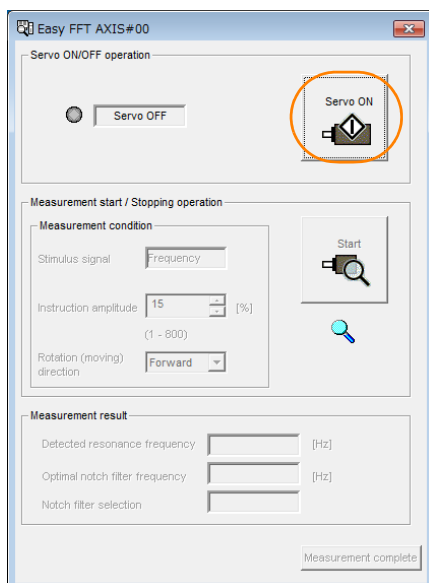 Easy FFT AXIS#00
Servo ON/OFF operation
Servo OFF
Servo ON
Measurement start / Stopping operation
Measurement condition
Stimulus signal Frequency
Instruction amplitude 15 [%]
(1 - 800)
Rotation (moving)
direction
Forward
Start
Measurement result
Detected resonance frequency [Hz]
Optimal notch filter frequency [Hz]
Notch filter selection
Measurement complete